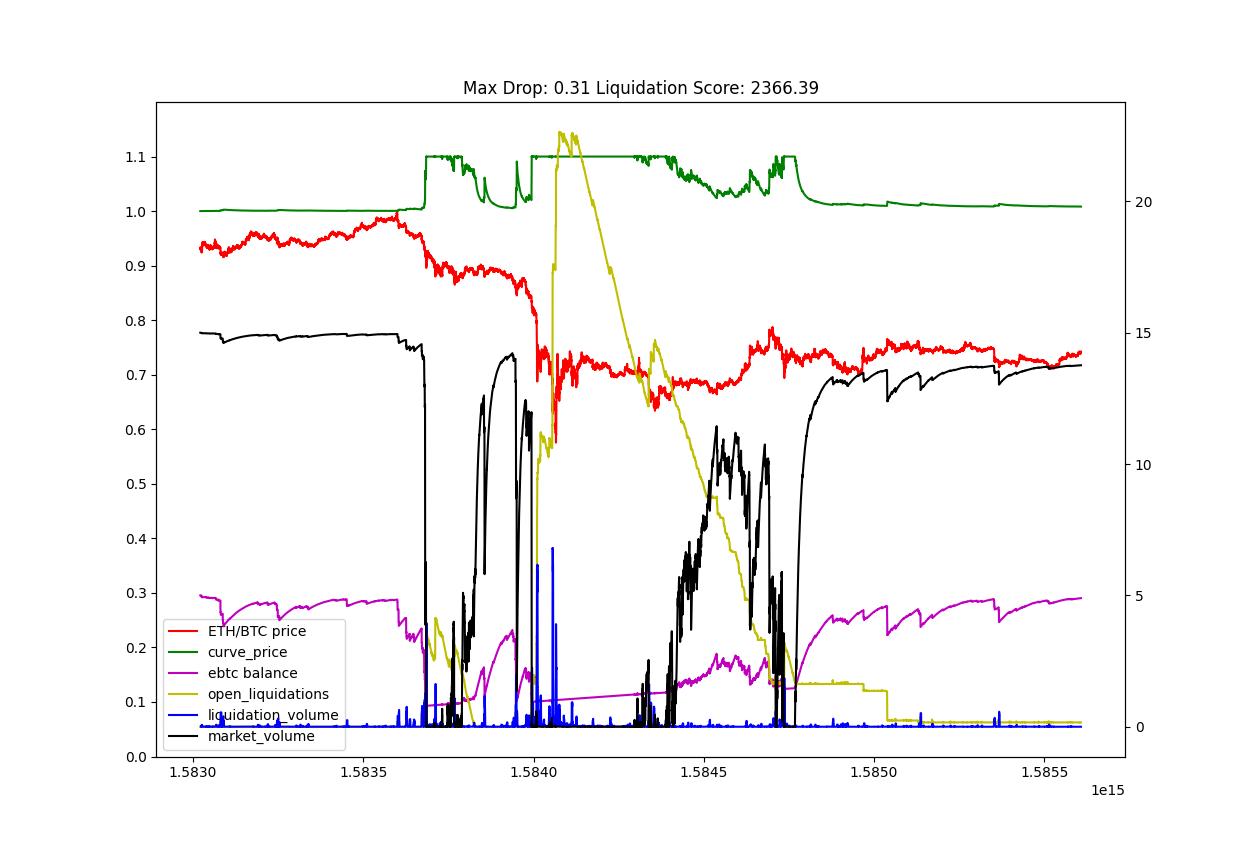 Max Drop: 0.31 Liquidation Score: 2366.39
1.1
1.0
0.9
0.8
0.7
0.6
0.5
0.4
0.3
0.2
0.1
0.0
20
15
10
5
0
ETH/BTC price
curve_price
ebtc balance
open_liquidations
liquidation_volume
market_volume
1.5830 1.5835 1.5840 1.5845 1.5850 1.5855
1e15